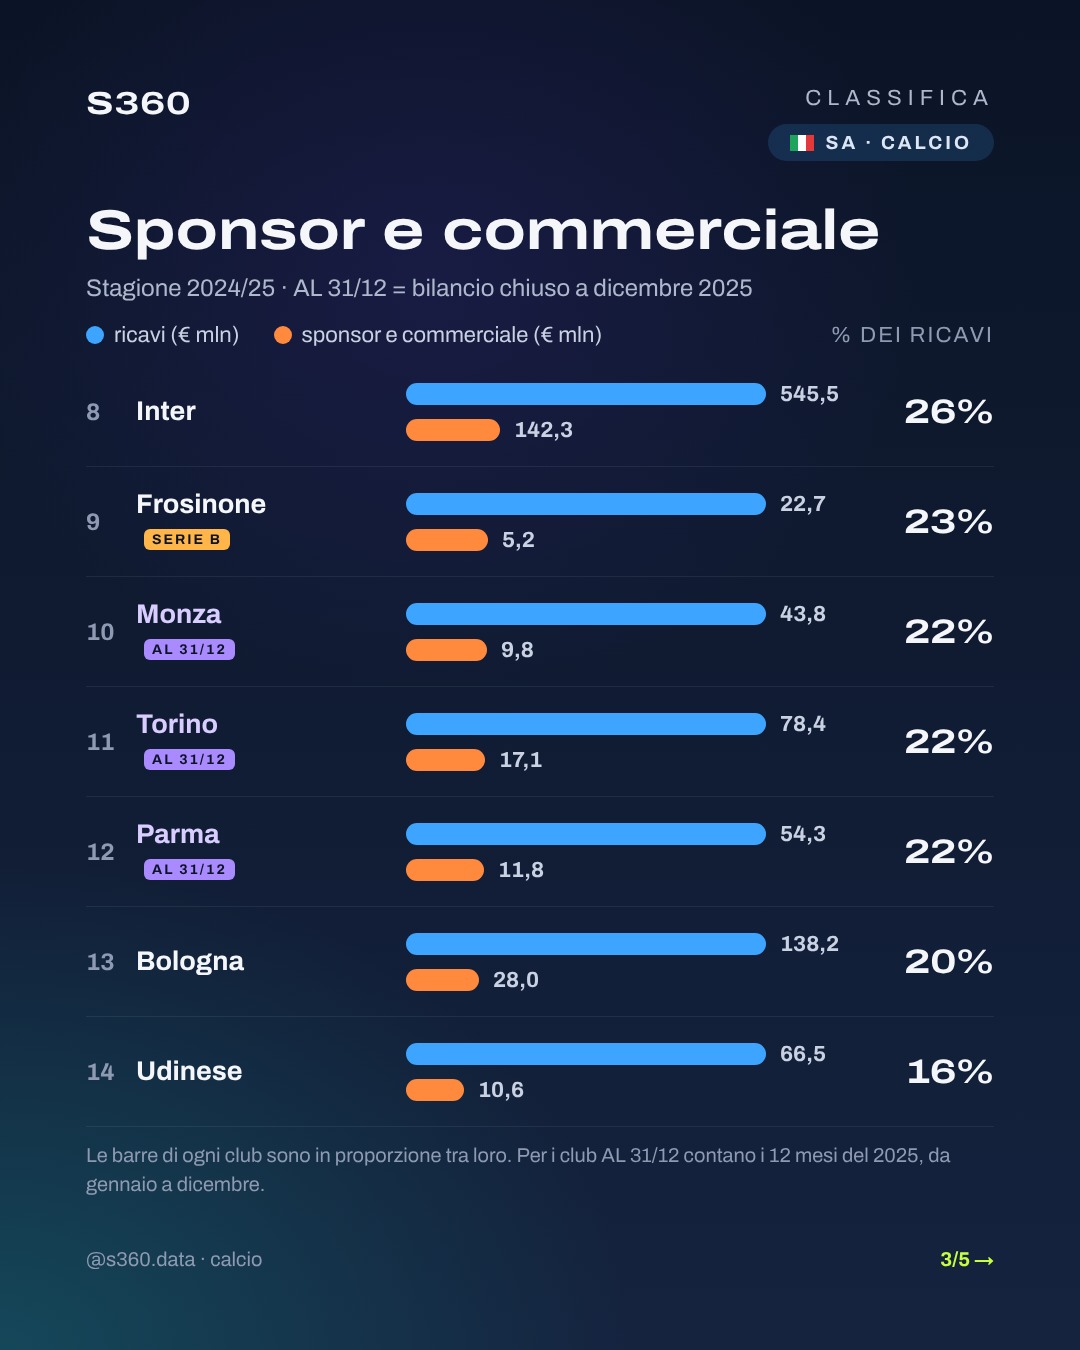 S360
CLASSIFICA
SA · CALCIO
Sponsor e commerciale
Stagione 2024/25 · AL 31/12 = bilancio chiuso a dicembre 2025
ricavi (€ mln) sponsor e commerciale (€ mln) % DEI RICAVI
8 Inter 545,5 142,3 26%
9 Frosinone SERIE B 22,7 5,2 23%
10 Monza AL 31/12 43,8 9,8 22%
11 Torino AL 31/12 78,4 17,1 22%
12 Parma AL 31/12 54,3 11,8 22%
13 Bologna 138,2 28,0 20%
14 Udinese 66,5 10,6 16%
Le barre di ogni club sono in proporzione tra loro. Per i club AL 31/12 contano i 12 mesi del 2025, da
gennaio a dicembre.
@s360.data · calcio
3/5 →